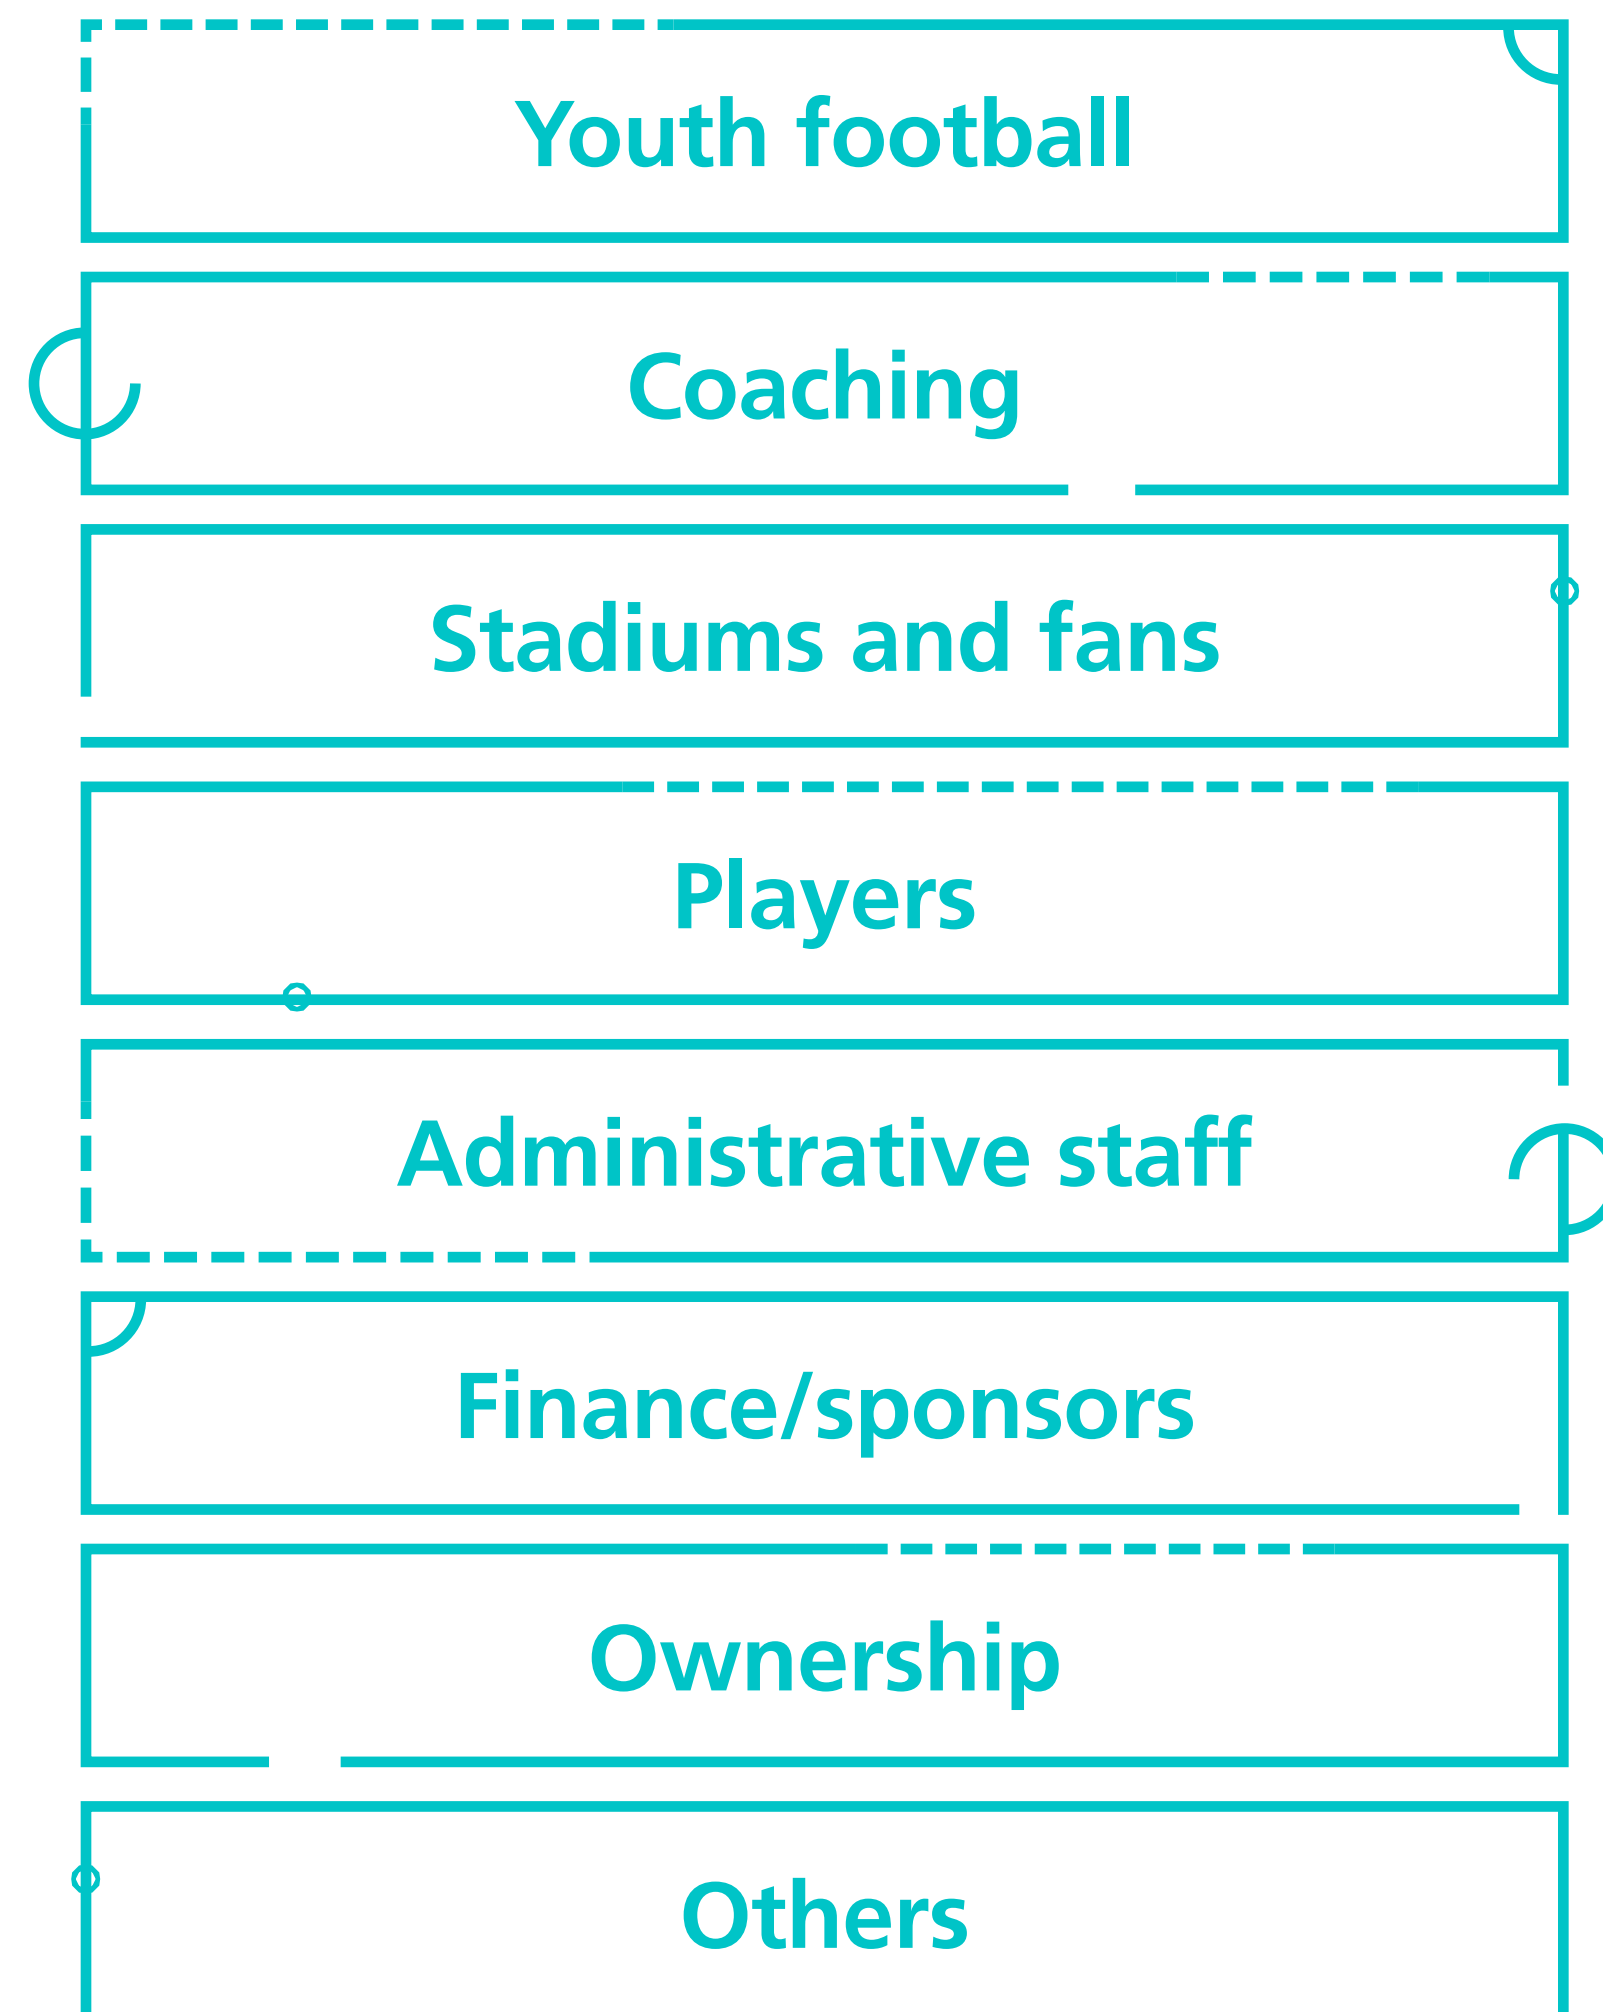 Youth football
Coaching
Stadiums and fans
Players
Administrative staff
Finance/sponsors
Ownership
Others